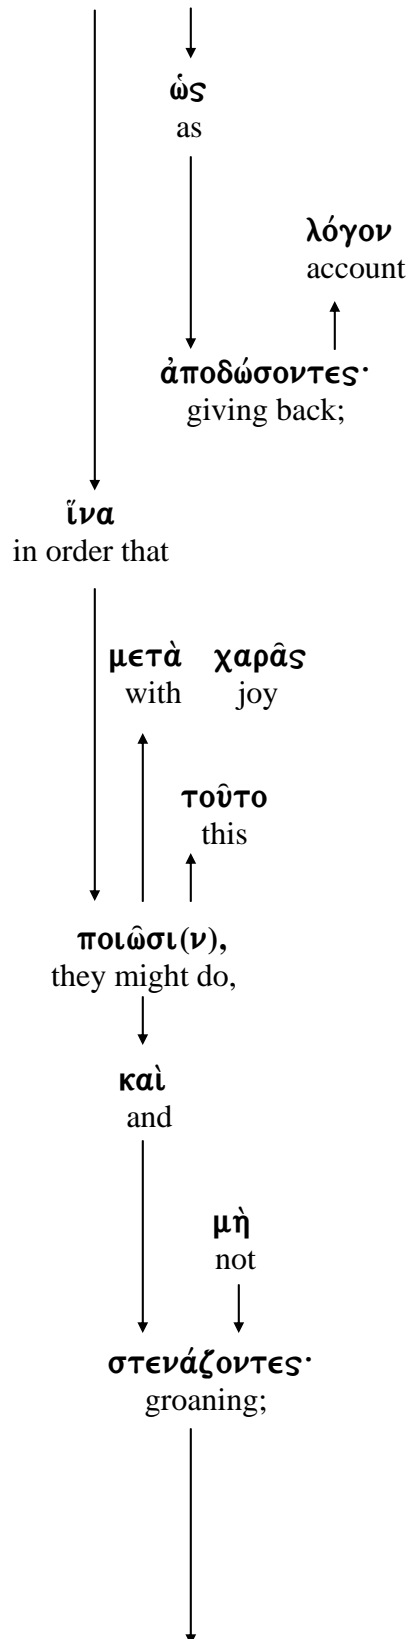 ὡς
as
λόγον
account
ἀποδώσοντες·
giving back;
ἵνα
in order that
μετὰ χαρᾶς
with joy
τοῦτο
this
ποιῶσι(ν),
they might do,
καὶ
and
μὴ
not
στενάζοντες·
groaning;